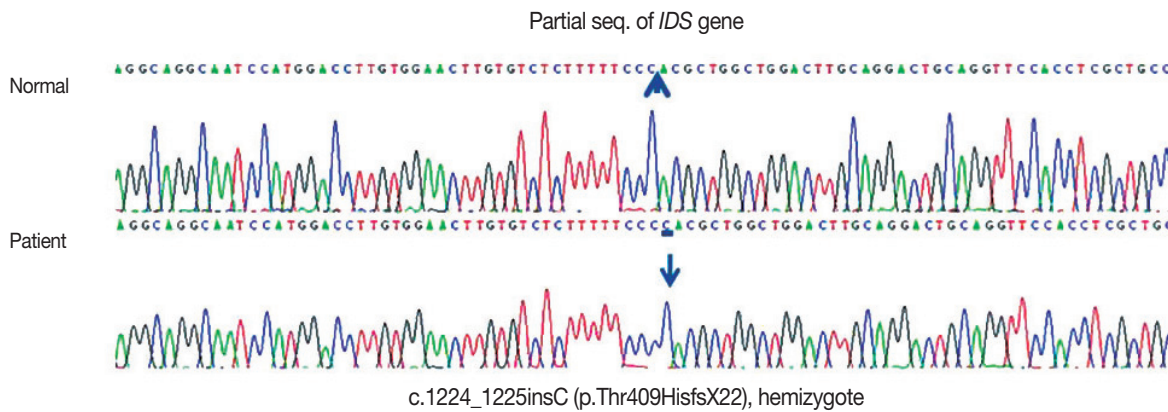 Partial seq. of IDS gene
AGGCAGGCAATCCATGGACCTTGTGGAACTTGTGTCTCTTTTTCCCACGCTGGCTGGACTTGCAGGACTGCAGGTTCCACCTCGCTGCC
Normal
AGGCAGGCAATCCATGGACCTTGTGGAACTTGTGTCTCTTTTTCCCCACGCTGGCTGGACTTGCAGGACTGCAGGTTCCACCTCGCTGC
Patient
c.1224_1225insC (p.Thr409HisfsX22), hemizygote